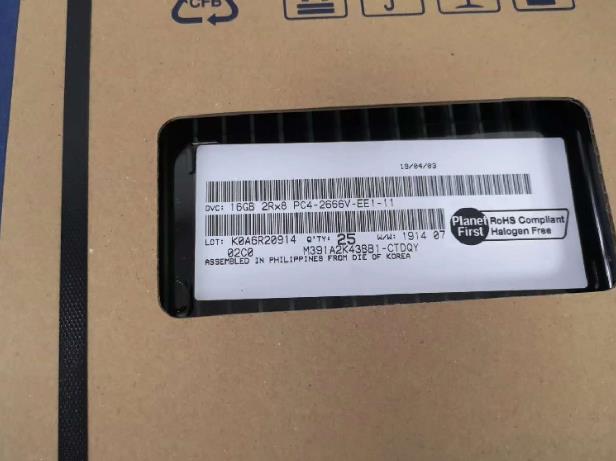 CFB
19/04/03
DVC: 16GB 2Rx8 PC4-2666V-EE1-11
LOT: K0A6R20914 Q'TY: 25 W/W: 1914 07
02C0 M391A2K43BB1-CTDQY
ASSEMBLED IN PHILIPPINES FROM DIE OF KOREA
Planet First
RoHS Compliant
Halogen Free